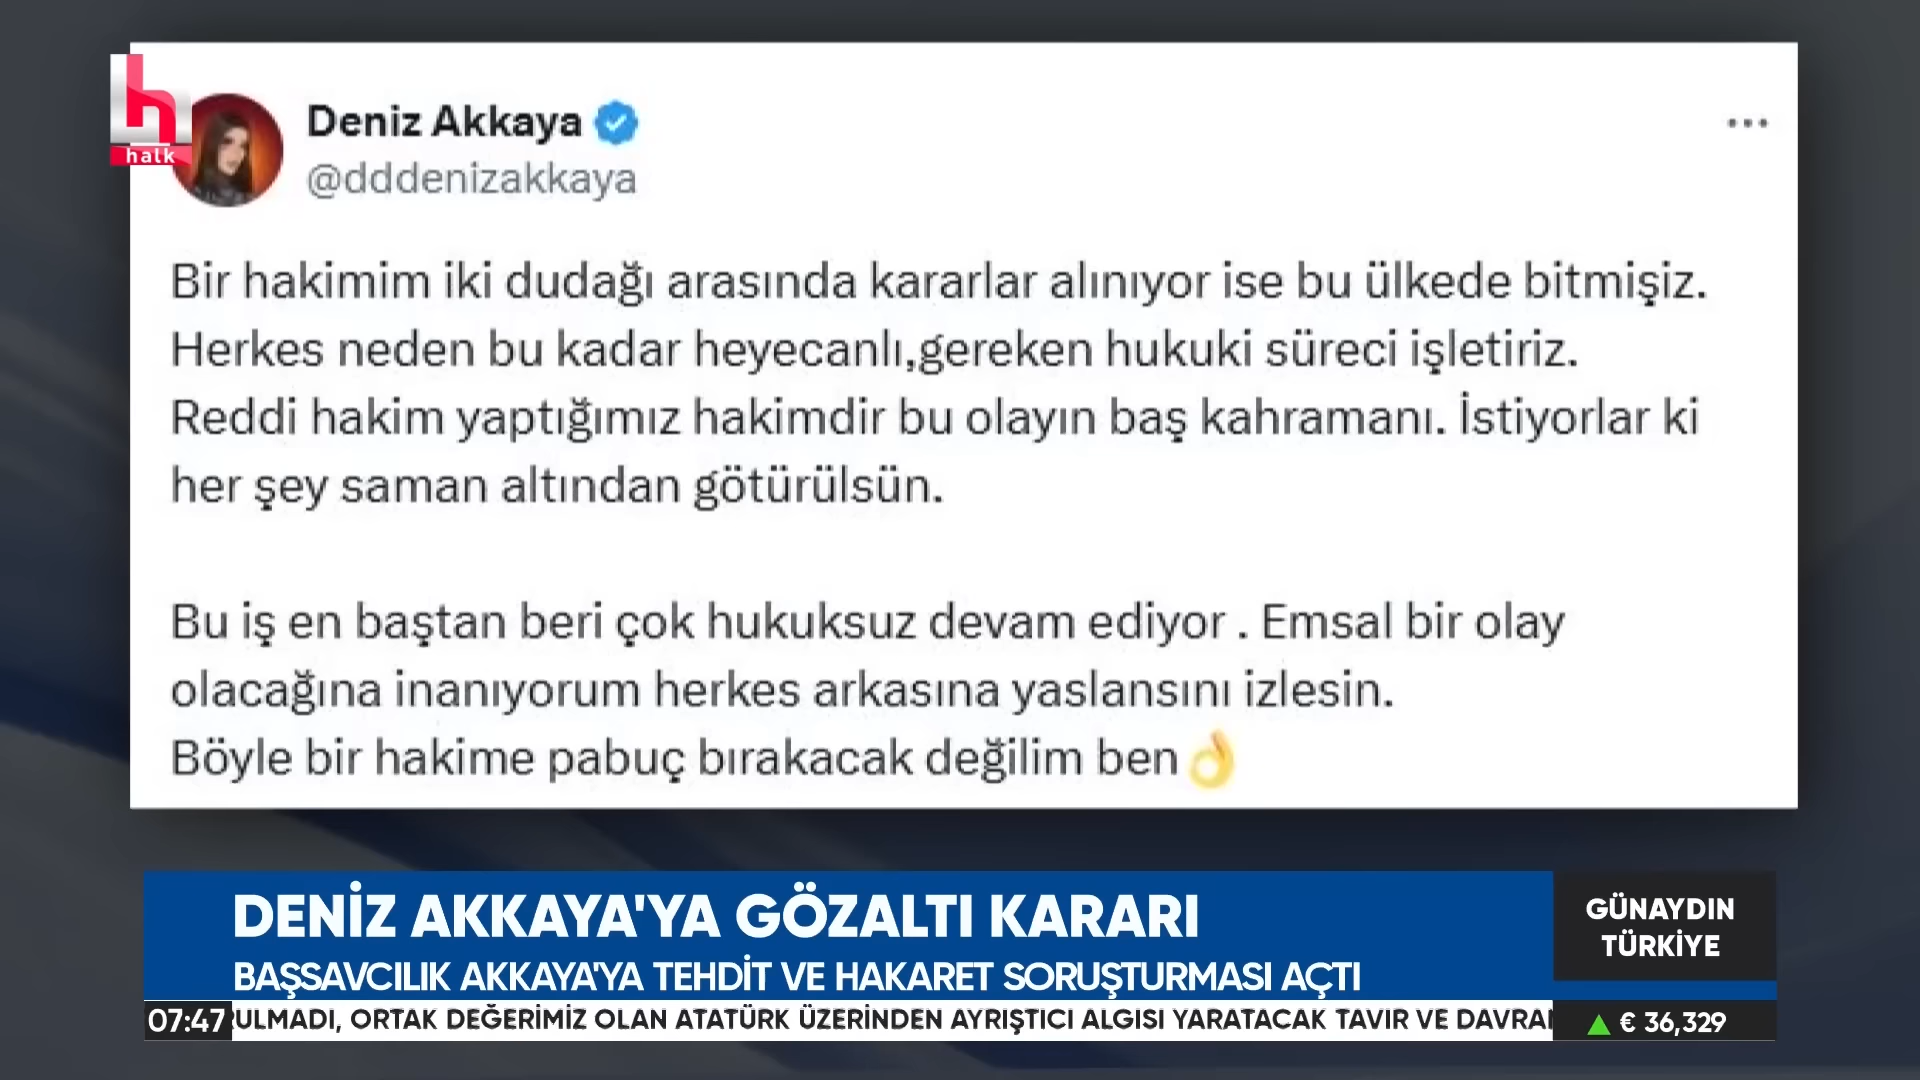 h
halk
Deniz Akkaya
@dddenizakkaya
Bir hakimim iki dudağı arasında kararlar alınıyor ise bu ülkede bitmişiz.
Herkes neden bu kadar heyecanlı,gereken hukuki süreci işletiriz.
Reddi hakim yaptığımız hakimdir bu olayın baş kahramanı. İstiyorlar ki
her şey saman altından götürülsün.
Bu iş en baştan beri çok hukuksuz devam ediyor . Emsal bir olay
olacağına inanıyorum herkes arkasına yaslansını izlesin.
Böyle bir hakime pabuç bırakacak değilim ben👌
DENİZ AKKAYA'YA GÖZALTI KARARI
BAŞSAVCILIK AKKAYA'YA TEHDİT VE HAKARET SORUŞTURMASI AÇTI
GÜNAYDIN
TÜRKİYE
07:47
ULMADI, ORTAK DEĞERİMİZ OLAN ATATÜRK ÜZERİNDEN AYRIŞTICI ALGISI YARATACAK TAVIR VE DAVRA
€ 36,329